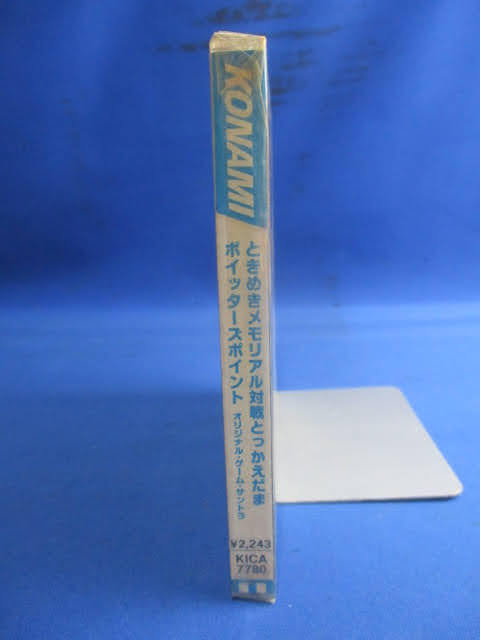 KONAMI
ときめきメモリアル対戦とっかえだま
ポイッターズポイント
オリジナル・ゲーム・サントラ
¥2,243
KICA
7780